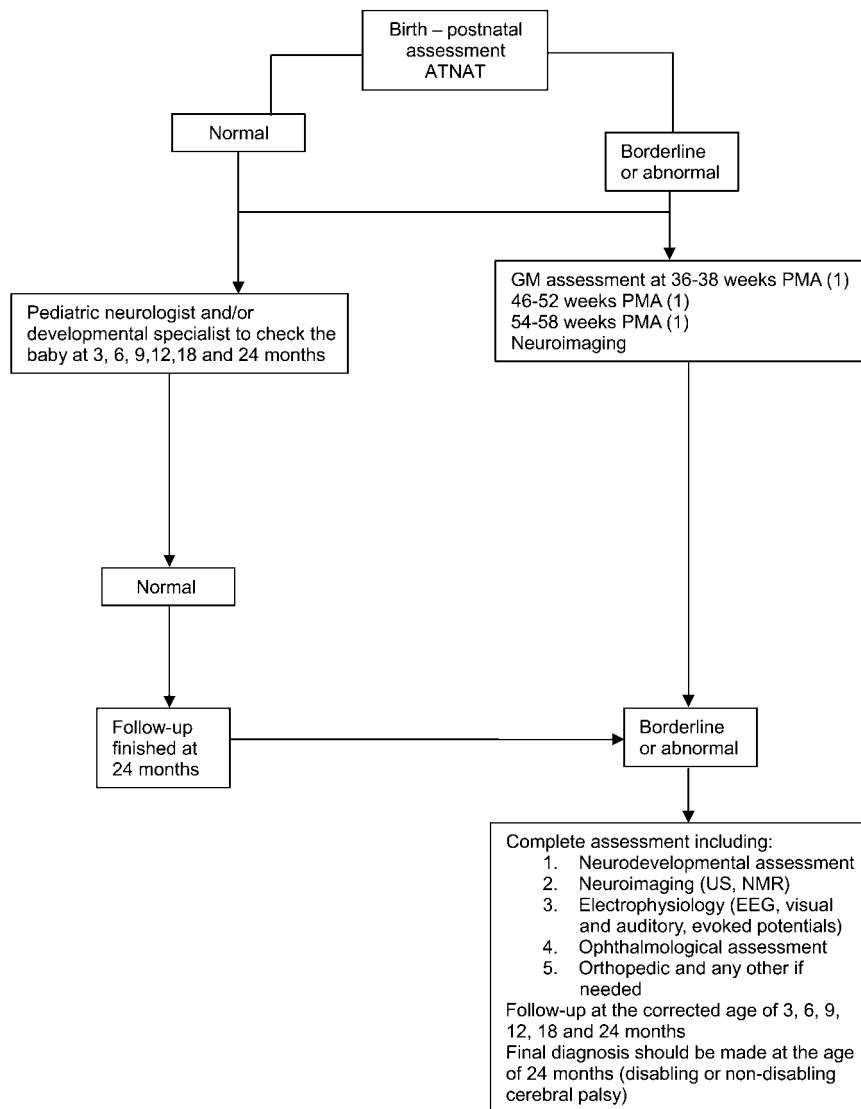 Birth – postnatal
assessment
ATNAT
Normal
Borderline
or abnormal
GM assessment at 36-38 weeks PMA (1)
46-52 weeks PMA (1)
54-58 weeks PMA (1)
Neuroimaging
Pediatric neurologist and/or
developmental specialist to check the
baby at 3, 6, 9,12,18 and 24 months
Normal
Follow-up
finished at
24 months
Borderline
or abnormal
Complete assessment including:
1. Neurodevelopmental assessment
2. Neuroimaging (US, NMR)
3. Electrophysiology (EEG, visual
and auditory, evoked potentials)
4. Ophthalmological assessment
5. Orthopedic and any other if
needed
Follow-up at the corrected age of 3, 6, 9,
12, 18 and 24 months
Final diagnosis should be made at the age
of 24 months (disabling or non-disabling
cerebral palsy)